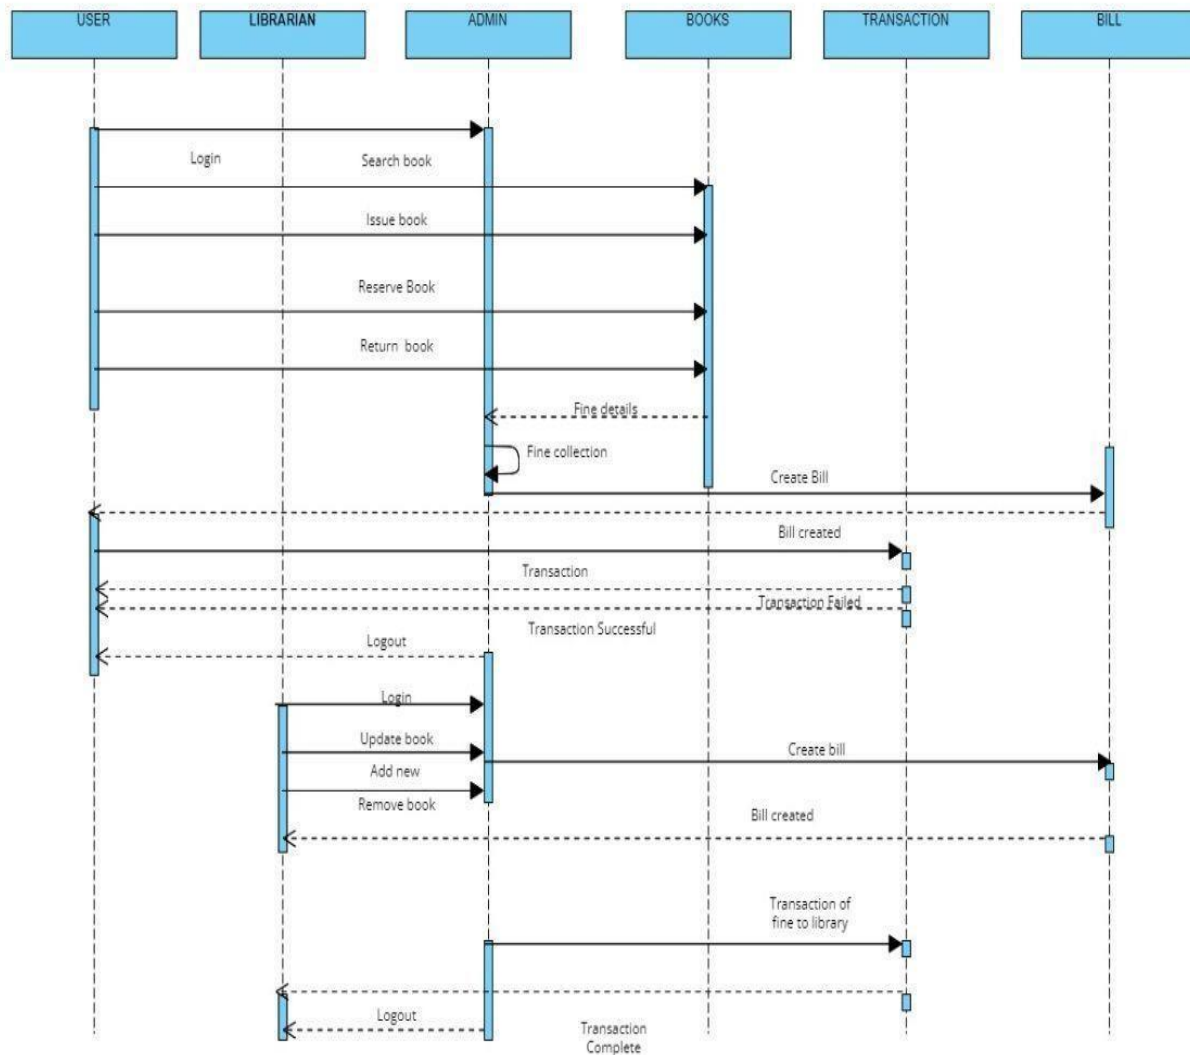 USER
LIBRARIAN
ADMIN
BOOKS
TRANSACTION
BILL
Login
Search book
Issue book
Reserve Book
Return book
Fine details
Fine collection
Create Bill
Bill created
Transaction
Transaction Failed
Transaction Successful
Logout
Login
Update book
Create bill
Add new
Remove book
Bill created
Transaction of
fine to library
Logout
Transaction
Complete